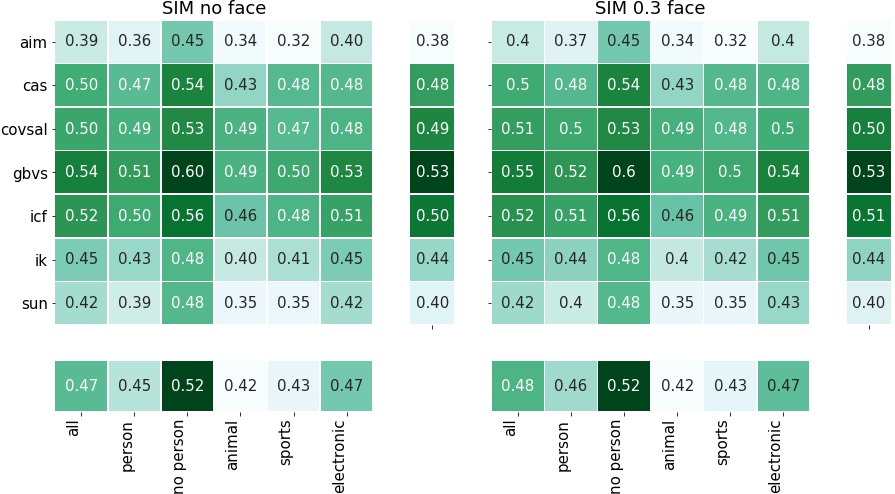 SIM no face
SIM 0.3 face
aim 0.39 0.36 0.45 0.34 0.32 0.40 0.38 0.4 0.37 0.45 0.34 0.32 0.4 0.38
cas 0.50 0.47 0.54 0.43 0.48 0.48 0.48 0.5 0.48 0.54 0.43 0.48 0.48 0.48
covsal 0.50 0.49 0.53 0.49 0.47 0.48 0.49 0.51 0.5 0.53 0.49 0.48 0.5 0.50
gbvs 0.54 0.51 0.60 0.49 0.50 0.53 0.53 0.55 0.52 0.6 0.49 0.5 0.54 0.53
icf 0.52 0.50 0.56 0.46 0.48 0.51 0.50 0.52 0.51 0.56 0.46 0.49 0.51 0.51
ik 0.45 0.43 0.48 0.40 0.41 0.45 0.44 0.45 0.44 0.48 0.4 0.42 0.45 0.44
sun 0.42 0.39 0.48 0.35 0.35 0.42 0.40 0.42 0.4 0.48 0.35 0.35 0.43 0.40
0.47 0.45 0.52 0.42 0.43 0.47 0.48 0.46 0.52 0.42 0.43 0.47
all person no person animal sports electronic all person no person animal sports electronic